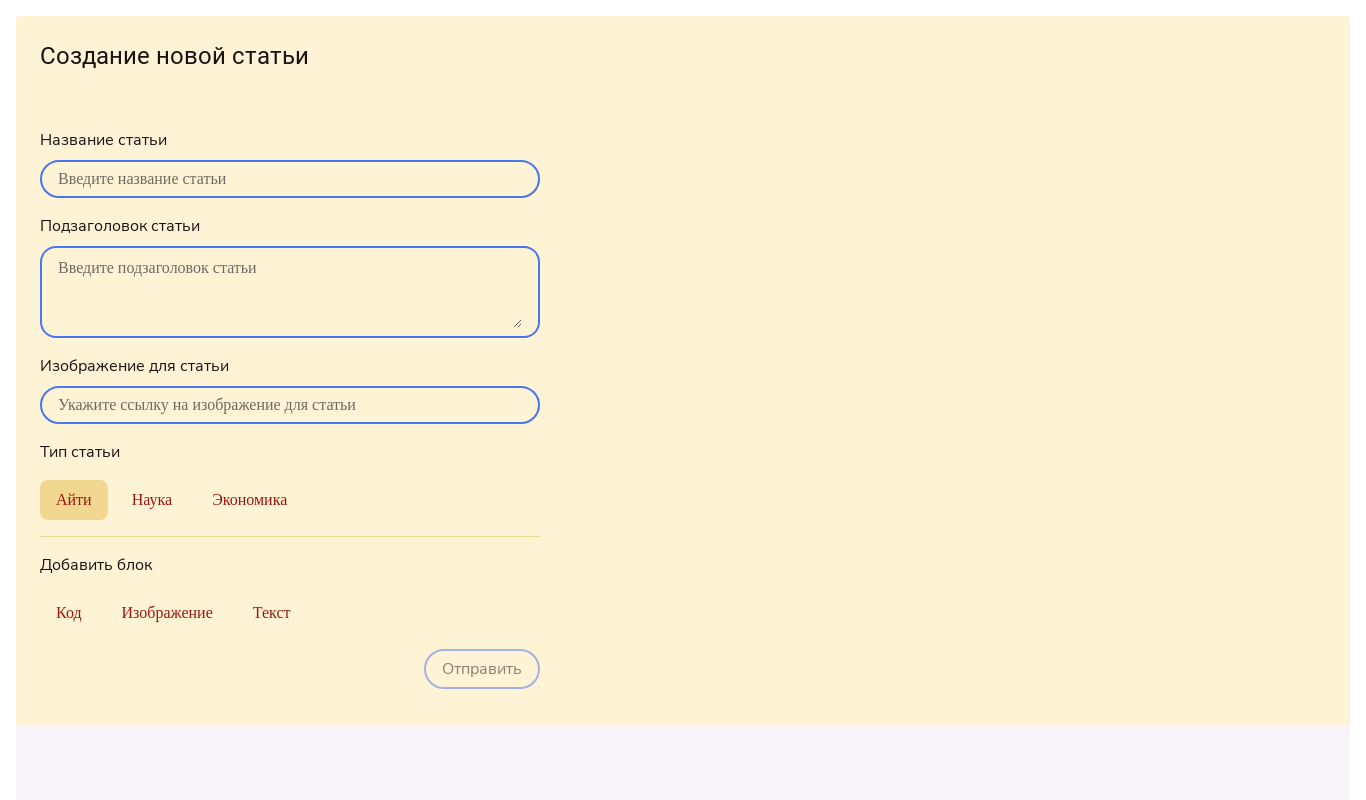 Создание новой статьи
Название статьи
Введите название статьи
Подзаголовок статьи
Введите подзаголовок статьи
Изображение для статьи
Укажите ссылку на изображение для статьи
Тип статьи
Айти Наука Экономика
Добавить блок
Код Изображение Текст
Отправить